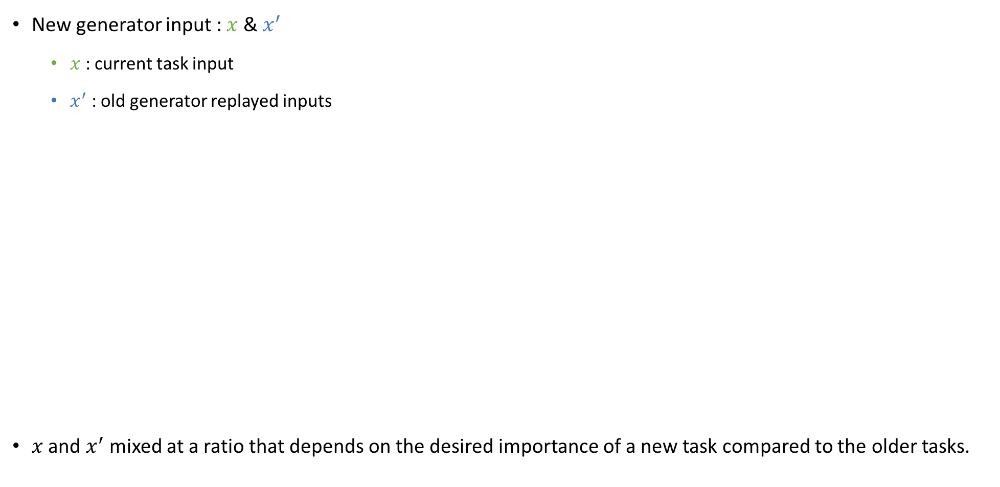 • New generator input : 𝑥 & 𝑥′
• 𝑥 : current task input
• 𝑥′ : old generator replayed inputs
• 𝑥 and 𝑥′ mixed at a ratio that depends on the desired importance of a new task compared to the older tasks.